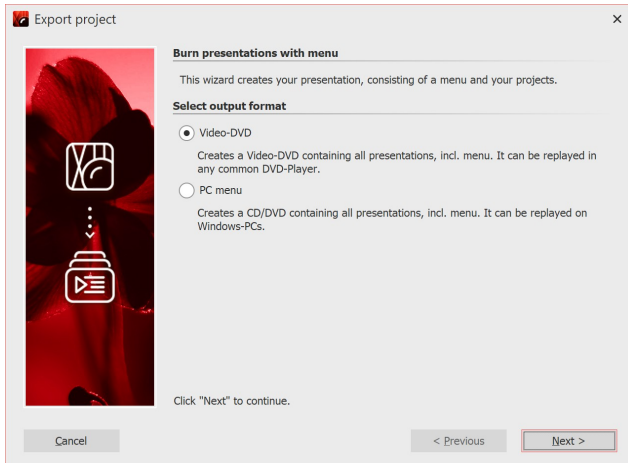 Export project
Burn presentations with menu
This wizard creates your presentation, consisting of a menu and your projects.
Select output format
Video-DVD
Creates a Video-DVD containing all presentations, incl. menu. It can be replayed in
any common DVD-Player.
PC menu
Creates a CD/DVD containing all presentations, incl. menu. It can be replayed on
Windows-PCs.
Click "Next" to continue.
Cancel
< Previous
Next >